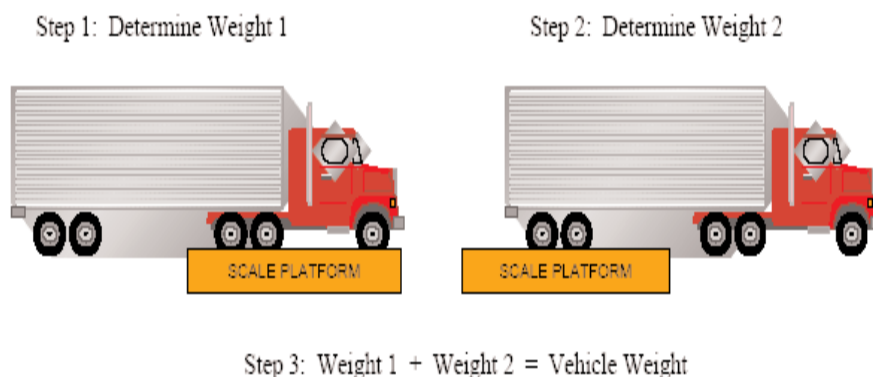 Step 1: Determine Weight 1
Step 2: Determine Weight 2
SCALE PLATFORM
SCALE PLATFORM
Step 3: Weight 1 + Weight 2 = Vehicle Weight